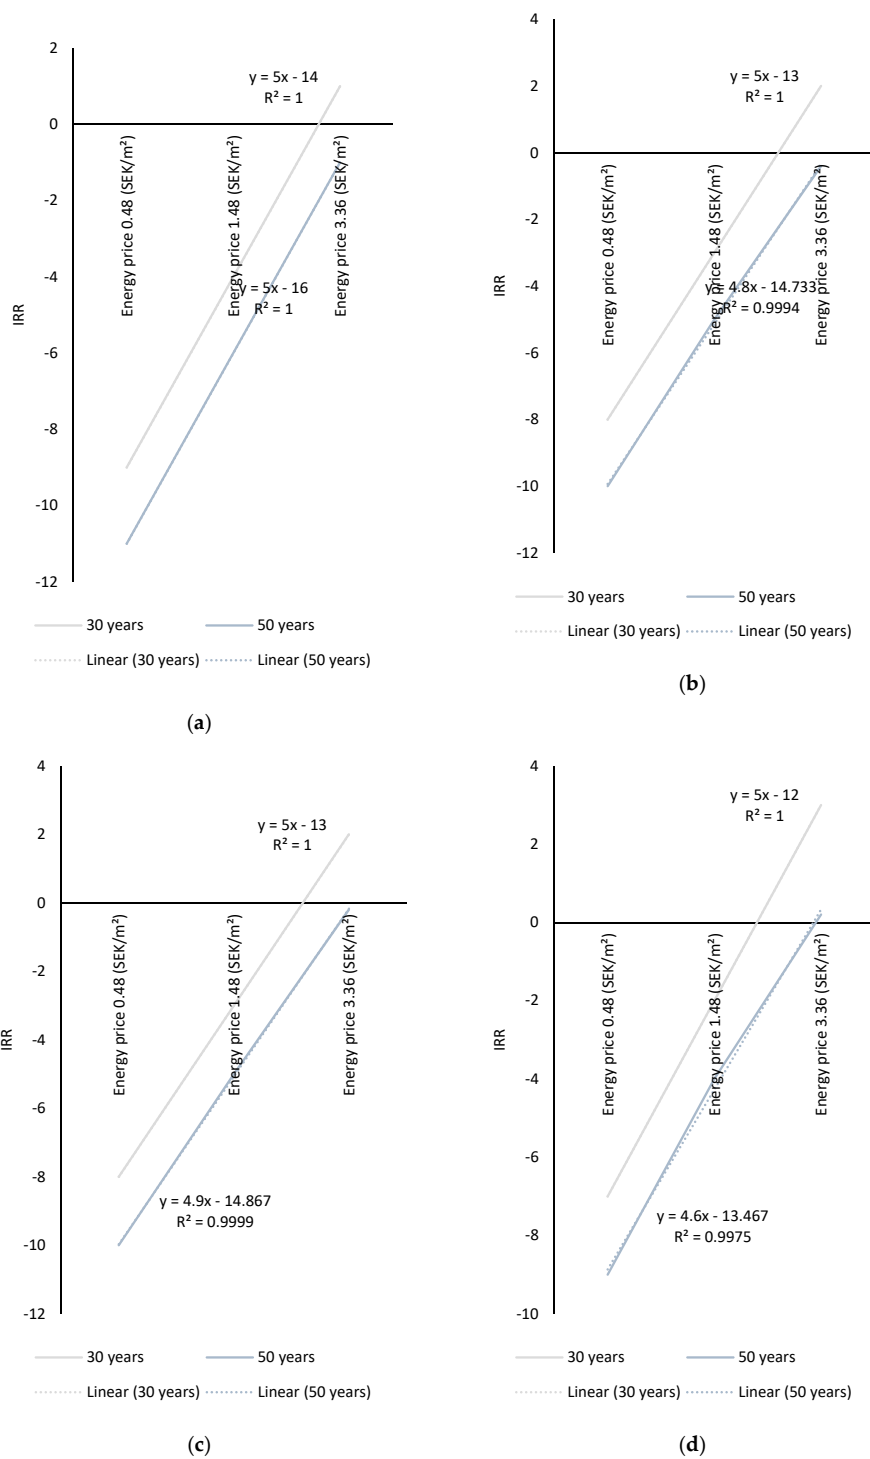 2
0
-2
-4
-6
-8
-10
-12
IRR
y = 5x - 14
R² = 1
y = 5x - 16
R² = 1
Energy price 0.48 (SEK/m²)
Energy price 1.48 (SEK/m²)
Energy price 3.36 (SEK/m²)
30 years
50 years
Linear (30 years)
Linear (50 years)
(a)
4
2
0
-2
-4
-6
-8
-10
-12
IRR
y = 5x - 13
R² = 1
y = 4.8x - 14.733
R² = 0.9994
Energy price 0.48 (SEK/m²)
Energy price 1.48 (SEK/m²)
Energy price 3.36 (SEK/m²)
30 years
50 years
Linear (30 years)
Linear (50 years)
(b)
4
2
0
-2
-4
-6
-8
-10
-12
IRR
y = 5x - 13
R² = 1
Energy price 0.48 (SEK/m²)
Energy price 1.48 (SEK/m²)
Energy price 3.36 (SEK/m²)
y = 4.9x - 14.867
R² = 0.9999
30 years
50 years
Linear (30 years)
Linear (50 years)
(c)
4
2
0
-2
-4
-6
-8
-10
IRR
y = 5x - 12
R² = 1
Energy price 0.48 (SEK/m²)
Energy price 1.48 (SEK/m²)
Energy price 3.36 (SEK/m²)
y = 4.6x - 13.467
R² = 0.9975
30 years
50 years
Linear (30 years)
Linear (50 years)
(d)